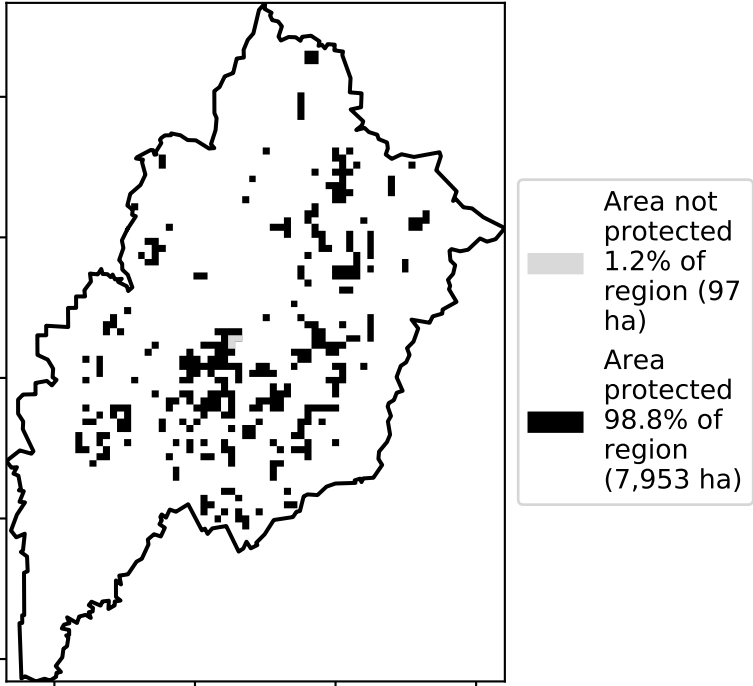 Area not
protected
1.2% of
region (97
ha)
Area
protected
98.8% of
region
(7,953 ha)